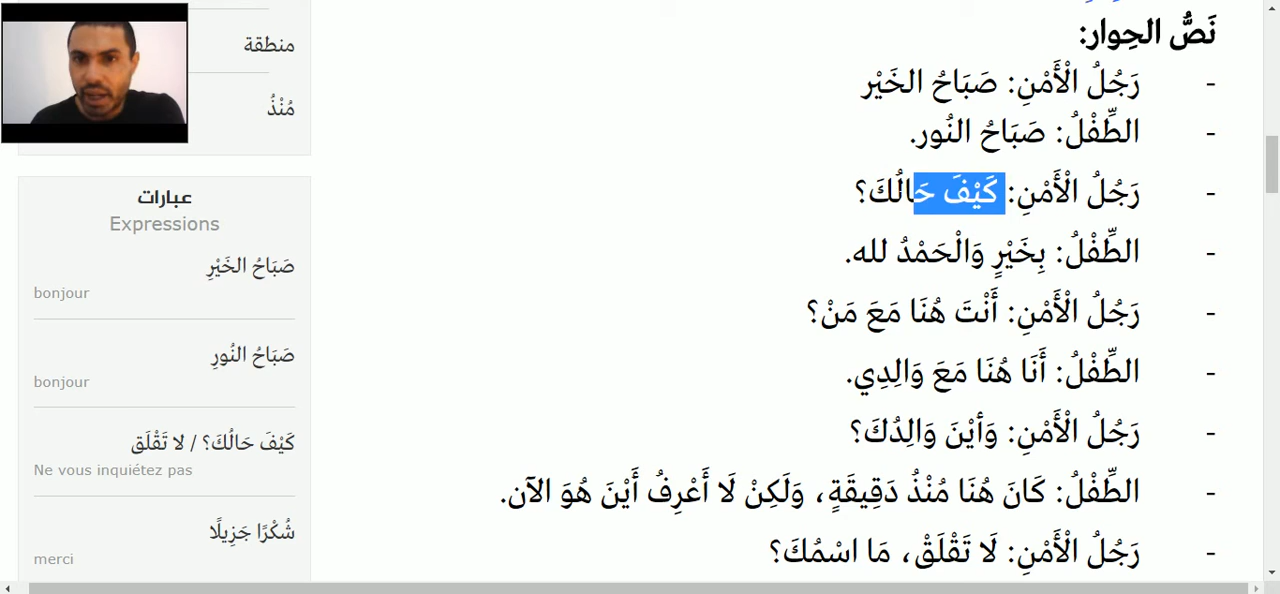 نَصُّ الحِوار:
- رَجُلُ الْأَمْنِ: صَبَاحُ الخَيْر
- الطِّفْلُ: صَبَاحُ النُور.
- رَجُلُ الْأَمْنِ: كَيْفَ حَالُكَ؟
- الطِّفْلُ: بِخَيْرٍ وَالْحَمْدُ لله.
- رَجُلُ الْأَمْنِ: أَنْتَ هُنَا مَعَ مَنْ؟
- الطِّفْلُ: أَنَا هُنَا مَعَ وَالِدِي.
- رَجُلُ الْأَمْنِ: وَأيْنَ وَالِدُكَ؟
- الطِّفْلُ: كَانَ هُنَا مُنْذُ دَقِيقَةٍ، وَلَكِنْ لَا أَعْرِفُ أَيْنَ هُوَ الآن.
- رَجُلُ الْأَمْنِ: لَا تَقْلَقْ، مَا اسْمُكَ؟
منطقة
مُنْذُ
عبارات
Expressions
صَبَاحُ الخَيْرِ
bonjour
صَبَاحُ النُورِ
bonjour
كَيْفَ حَالُكَ؟ / لا تَقْلَق
Ne vous inquiétez pas
شُكْرًا جَزِيلًا
merci